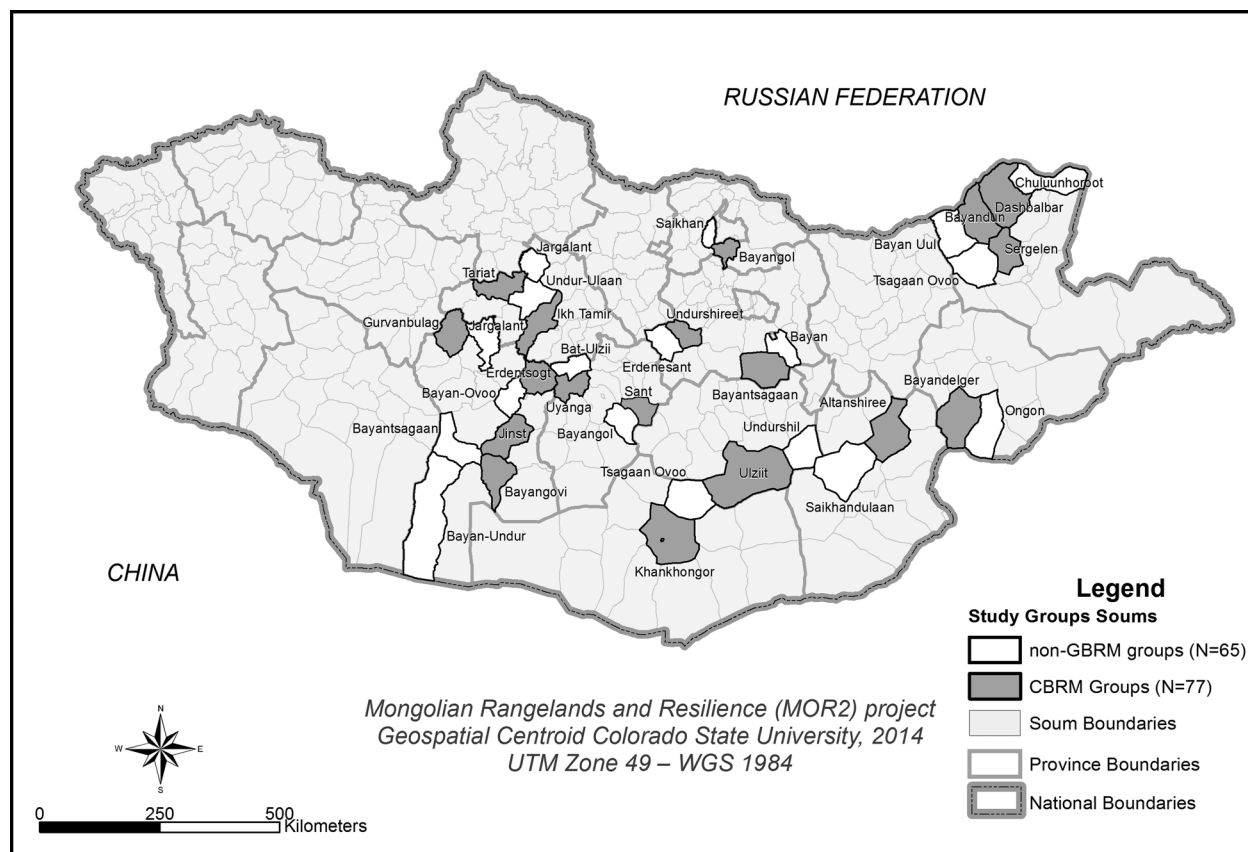 RUSSIAN FEDERATION
Chuluunhoroot
Dashbalbar
Bayandun
Saikhan
Bayan Uul
Sergelen
Jargalant
Bayangol
Tariat
Undur-Ulaan
Tsagaan Ovoo
Gurvanbulag
Jargalant
Ikh Tamir
Undurshireet
Bat-Ulzii
Bayan
Erdentsogt
Erdenesant
Bayandelger
Bayan-Ovoo
Uyanga
Sant
Bayantsagaan
Altanshiree
Ongon
Bayantsagaan
Jinst
Bayangol
Undurshil
Tsagaan Ovoo
Ulziit
Bayangovi
Saikhandulaan
Bayan-Undur
Khankhongor
CHINA
Legend
Study Groups Soums
non-GBRM groups (N=65)
CBRM Groups (N=77)
Soum Boundaries
Province Boundaries
National Boundaries
Mongolian Rangelands and Resilience (MOR2) project
Geospatial Centroid Colorado State University, 2014
UTM Zone 49 – WGS 1984
N
W
E
S
0 250 500
Kilometers